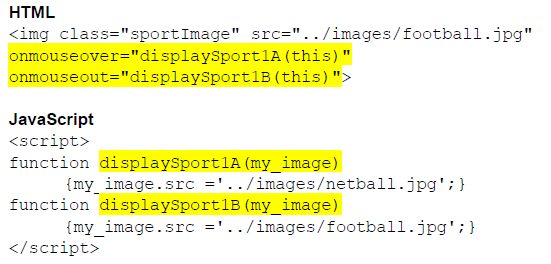 HTML
<img class="sportImage" src="../images/football.jpg"
onmouseover="displaySport1A(this)"
onmouseout="displaySport1B(this)">
JavaScript
<script>
function displaySport1A(my_image)
{my_image.src ='../images/netball.jpg';}
function displaySport1B(my_image)
{my_image.src ='../images/football.jpg';}
</script>